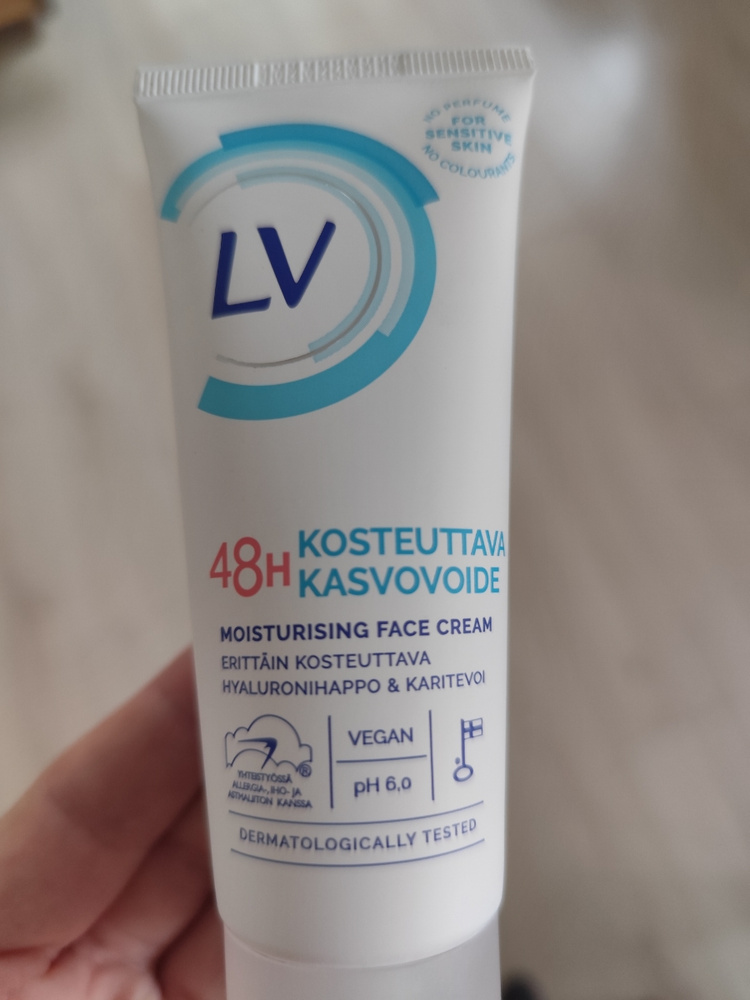 NO PERFUME
FOR
SENSITIVE
SKIN
NO COLOURANTS
LV
48H KOSTEUTTAVA
KASVOVOIDE
MOISTURISING FACE CREAM
ERITTÄIN KOSTEUTTAVA
HYALURONIHAPPO & KARITEVOI
YHTEISTYÖSSÄ
ALLERGIA-, IHO- JA
ASTMALIITON KANSSA
®
VEGAN
pH 6,0
DERMATOLOGICALLY TESTED